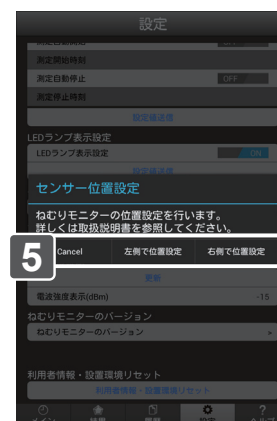 設定
測定自動開始
OFF
測定開始時刻
測定自動停止
OFF
測定停止時刻
LEDランプ表示設定
LEDランプ表示設定
ON
センサー位置
設定
ねむりモニターの位置設定を行い
ます。
詳しくは取扱説明書を参照してください。
5
Cancel
左側で位置設定
右側で位置設定
更新
電波強度表示(dBm)
-15
ねむりモニターのバージョン
ねむりモニターのバージョン
>
利用者情報・設置環境リセット
利用者情報・設置環境リセット
設定
?